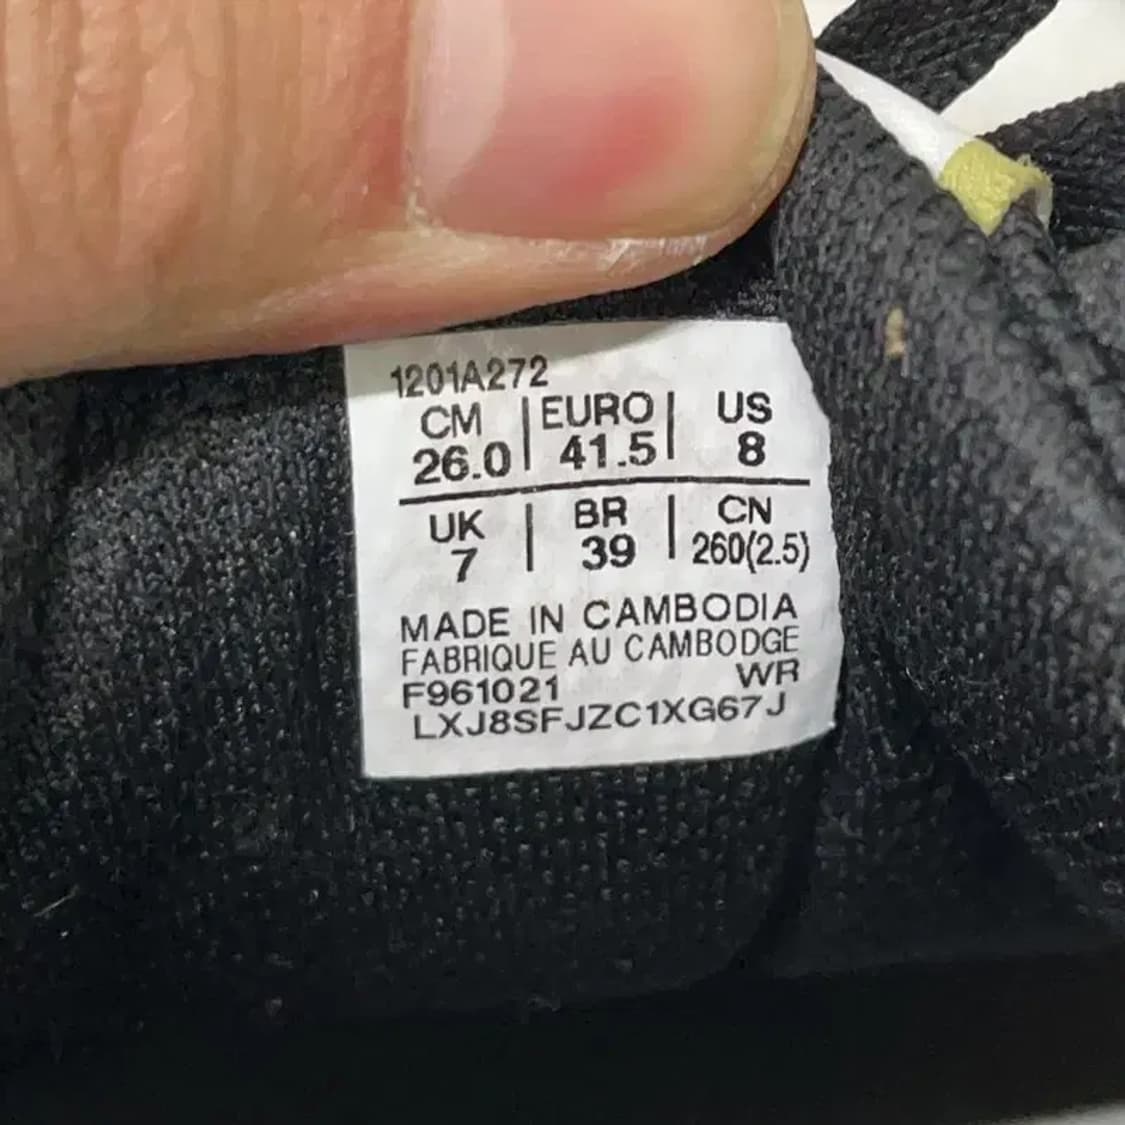 1201A272
CM | EURO | US
26.0 | 41.5 | 8
UK | BR | CN
7 | 39 | 260(2.5)
MADE IN CAMBODIA
FABRIQUE AU CAMBODGE
F961021 WR
LXJ8SFJZC1XG67J